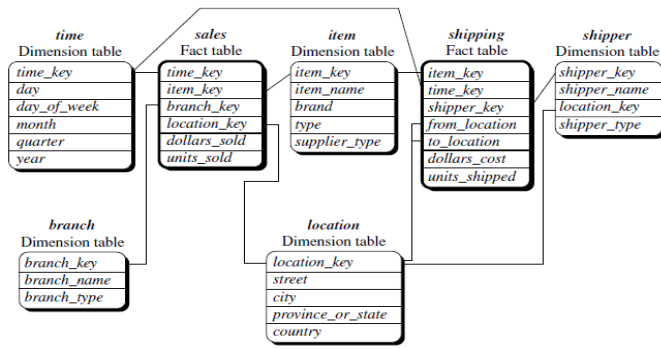 time
Dimension table
time_key
day
day_of_week
month
quarter
year
sales
Fact table
time_key
item_key
branch_key
location_key
dollars_sold
units_sold
item
Dimension table
item_key
item_name
brand
type
supplier_type
shipping
Fact table
item_key
time_key
shipper_key
from_location
to_location
dollars_cost
units_shipped
shipper
Dimension table
shipper_key
shipper_name
location_key
shipper_type
branch
Dimension table
branch_key
branch_name
branch_type
location
Dimension table
location_key
street
city
province_or_state
country